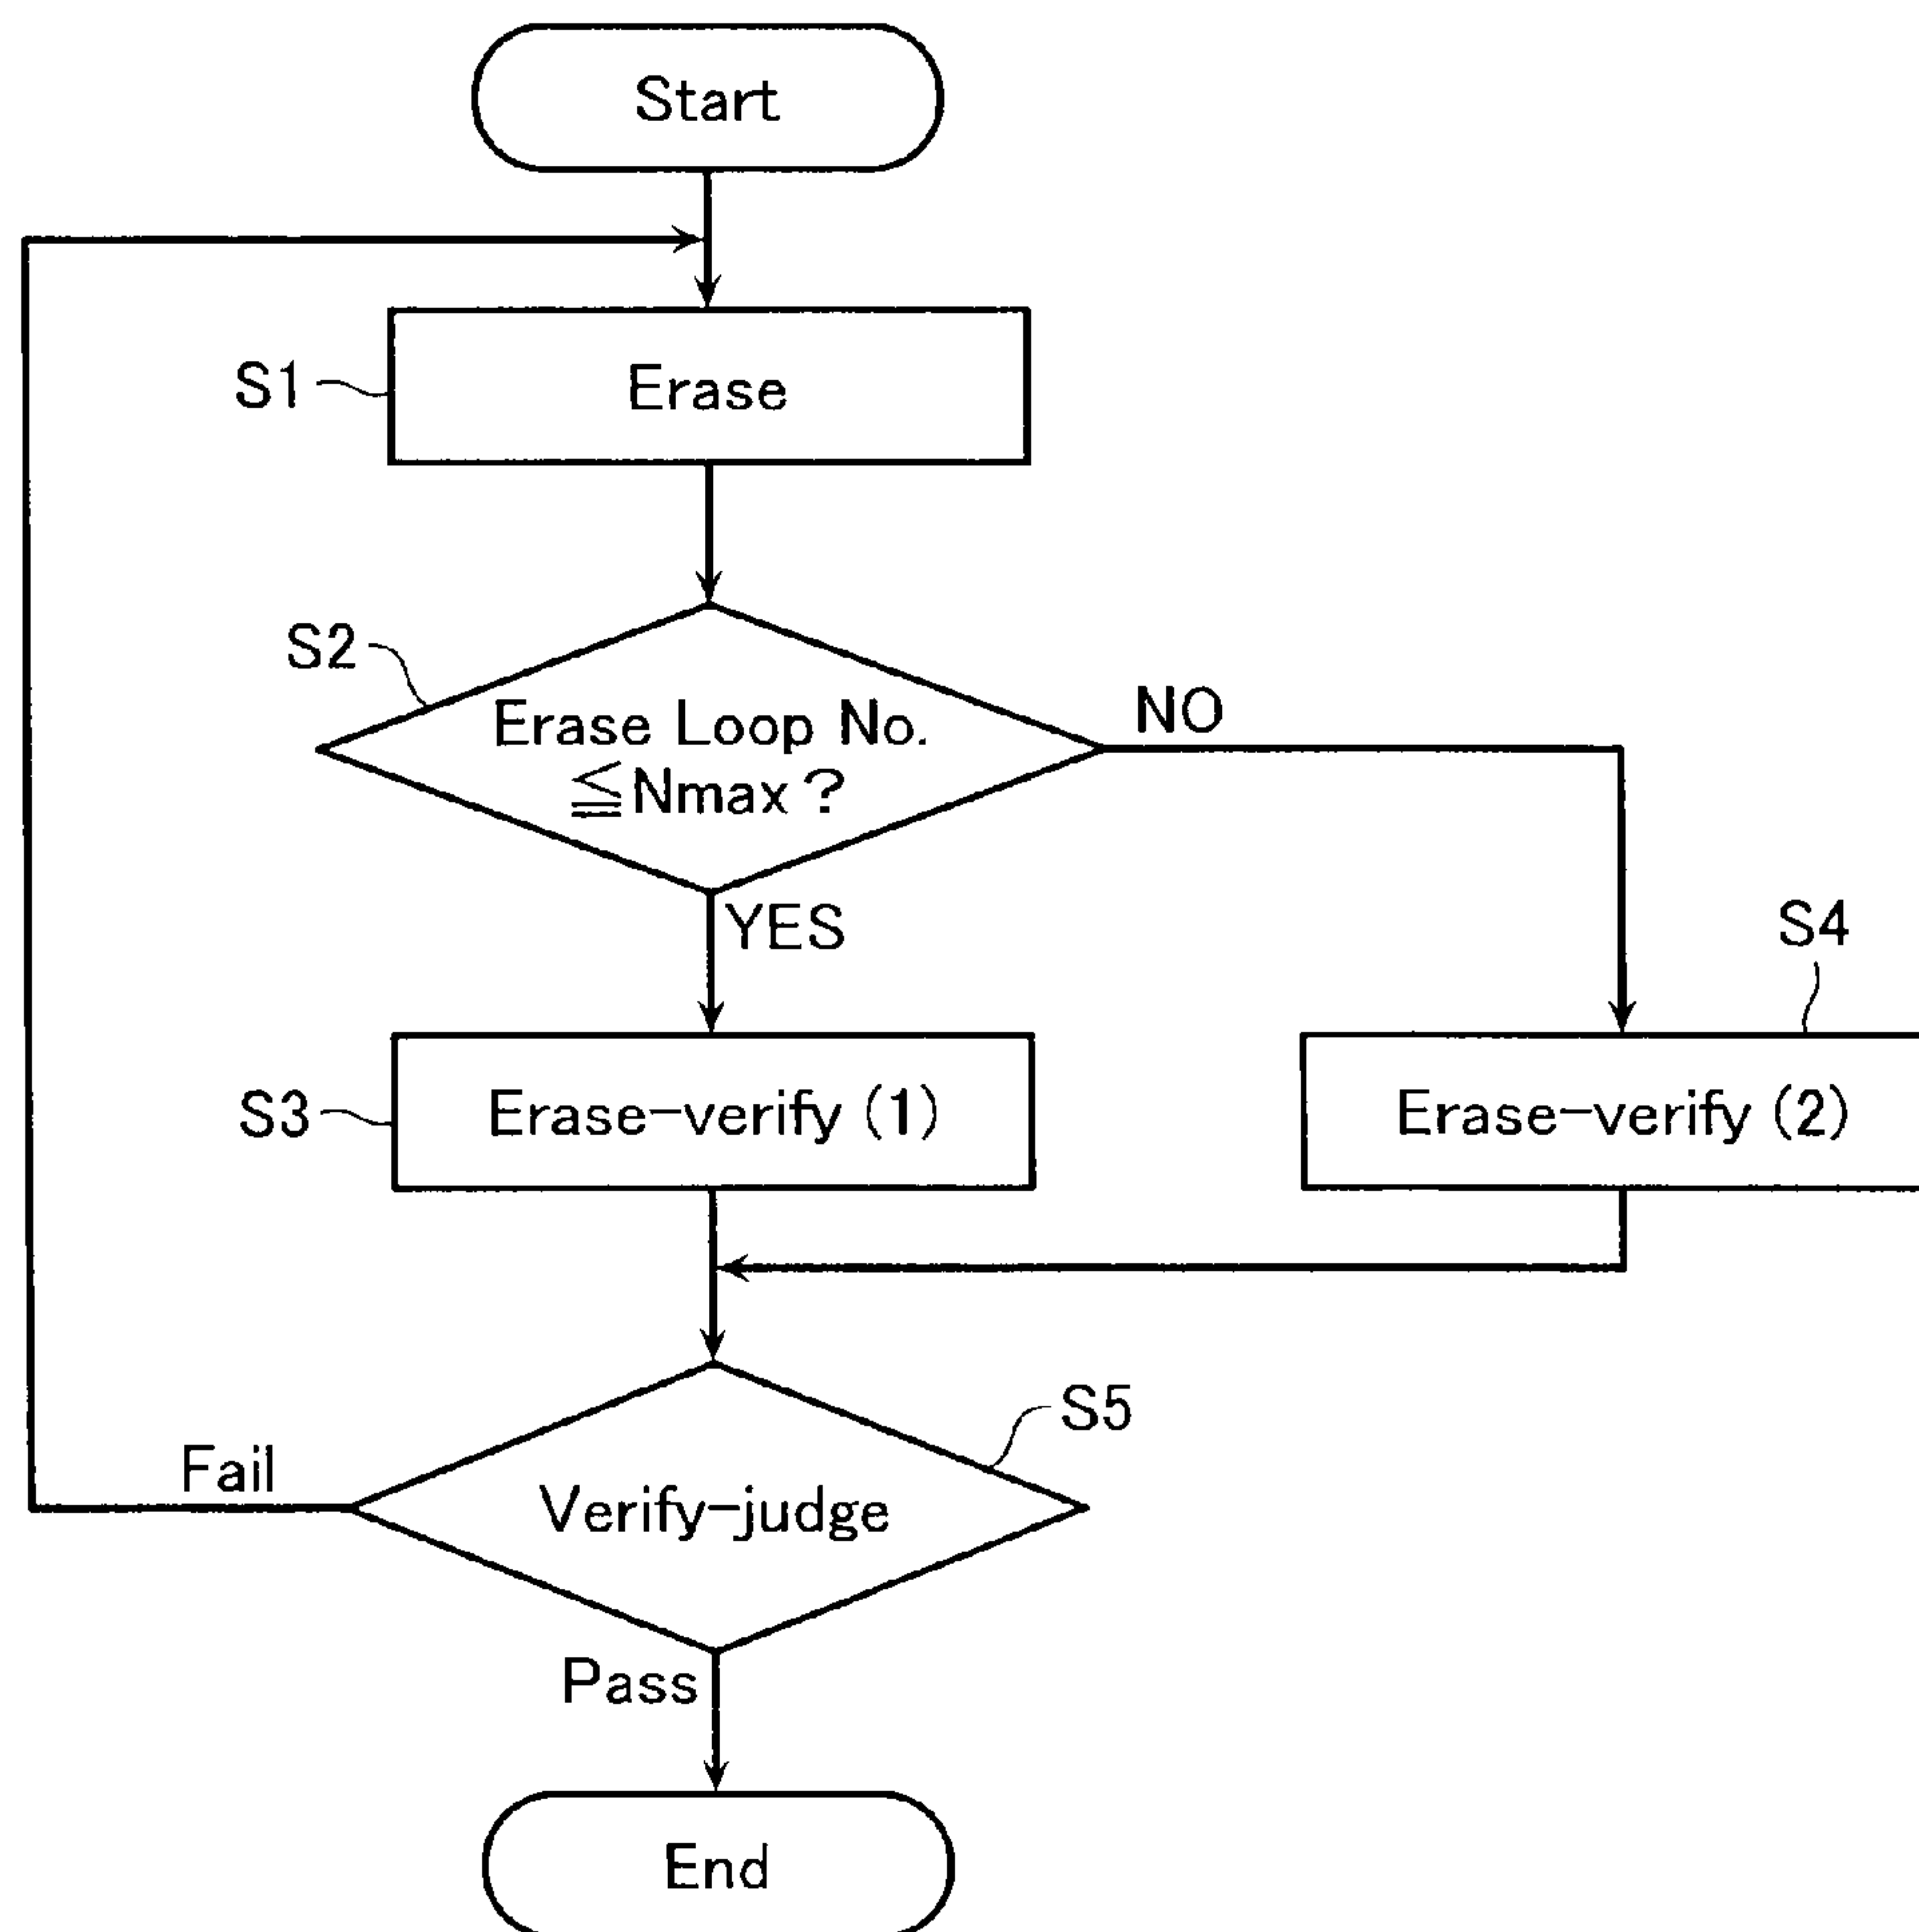 Start
S1
Erase
S2
Erase Loop No.
≦Nmax?
NO
YES
S4
S3
Erase-verify (1)
Erase-verify (2)
S5
Fail
Verify-judge
Pass
End